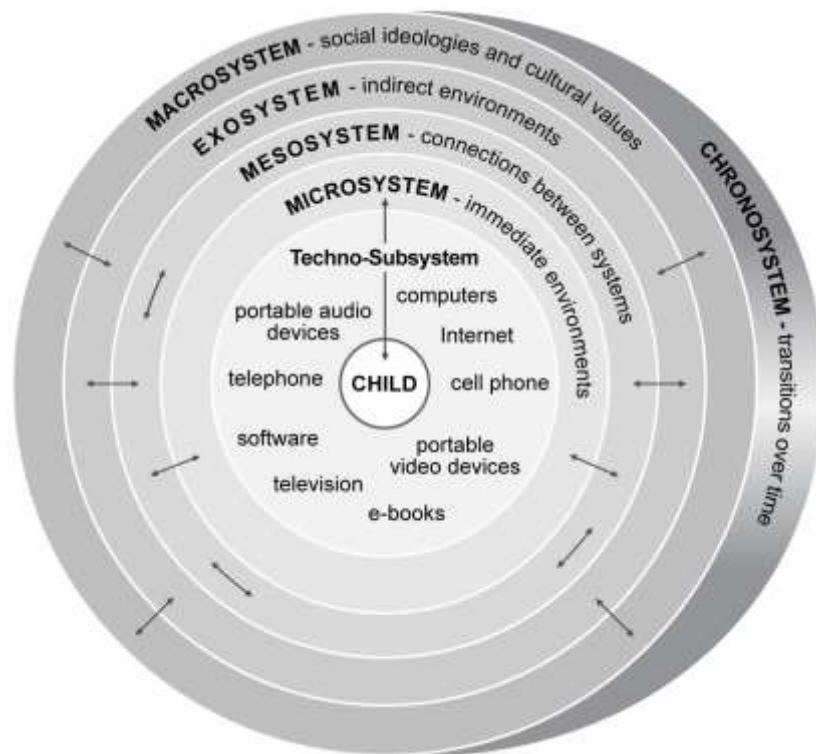 MACROSYSTEM - social ideologies and cultural values
EXOSYSTEM - indirect environments
MESOSYSTEM - connections between systems
MICROSYSTEM - immediate environments
CHRONOSYSTEM - transitions over time
Techno-Subsystem
computers
portable audio
devices
Internet
telephone
CHILD
cell phone
software
portable
video devices
television
e-books